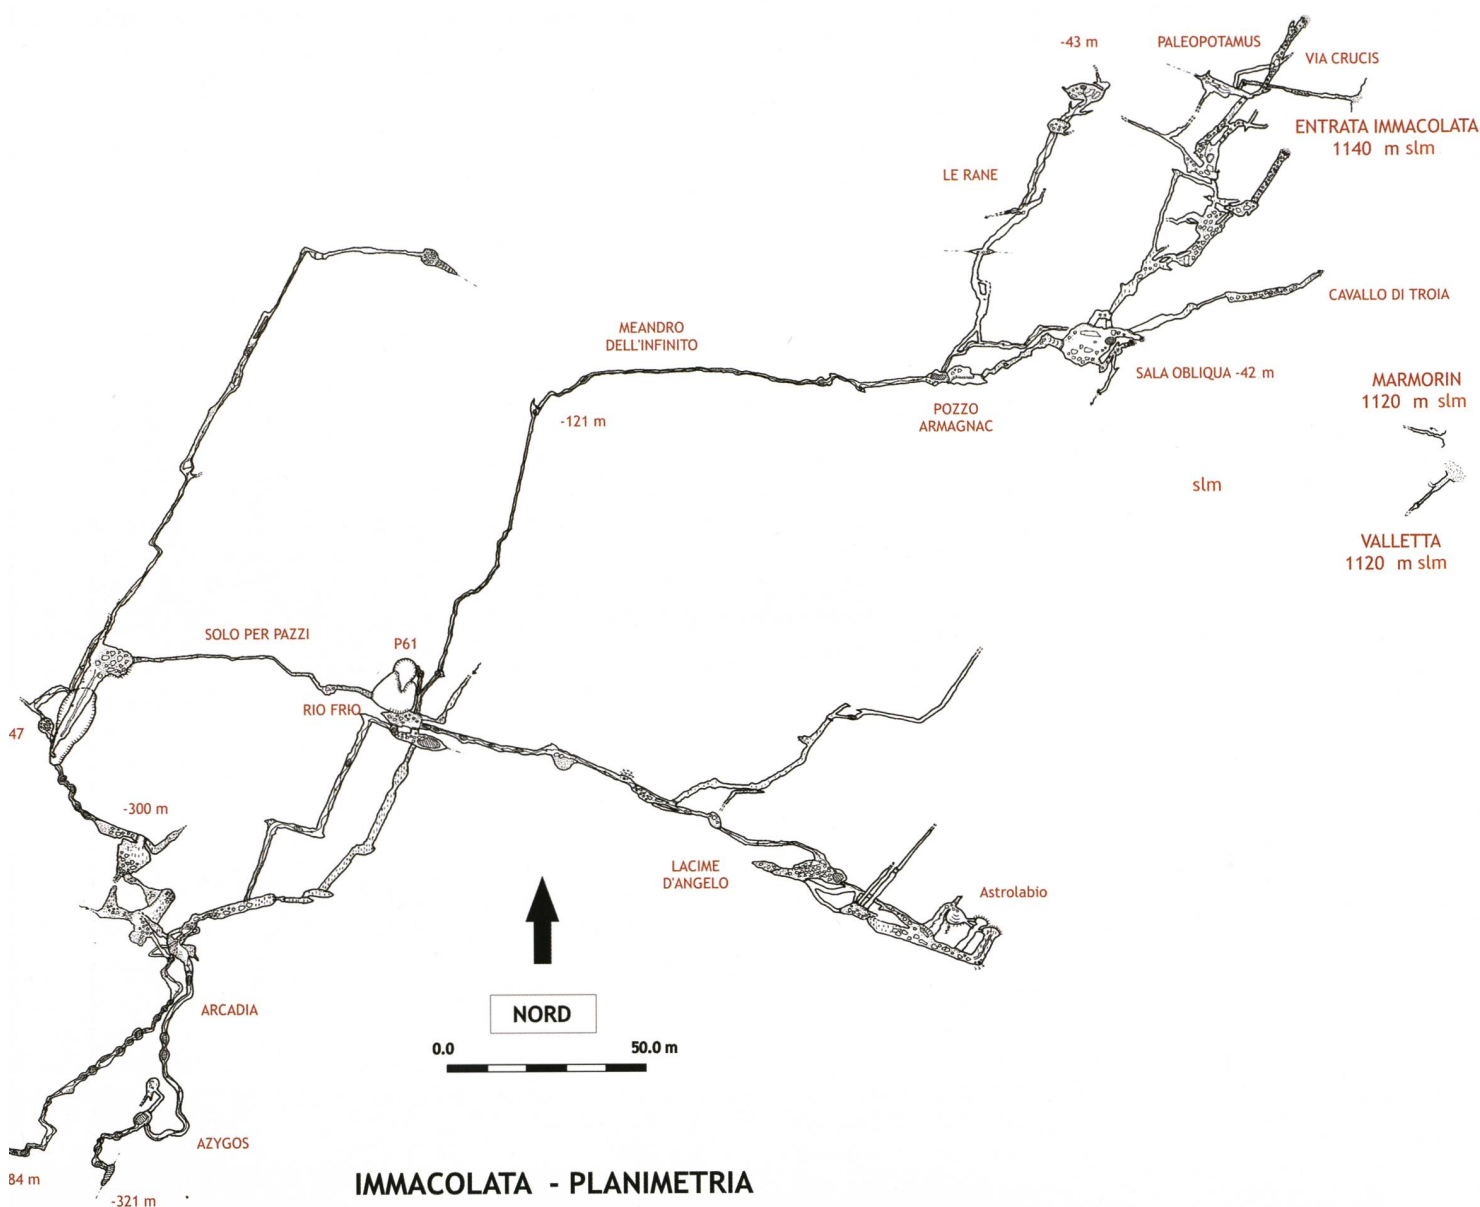 -43 m
PALEOPOTAMUS
VIA CRUCIS
ENTRATA IMMACOLATA
1140 m slm
LE RANE
CAVALLO DI TROIA
MEANDRO
DELL'INFINITO
SALA OBLIQUA -42 m
MARMORIN
1120 m slm
POZZO
ARMAGNAC
-121 m
slm
VALLETTA
1120 m slm
SOLO PER PAZZI
P61
RIO FRIO
47
-300 m
LACIME
D'ANGELO
Astrolabio
ARCADIA
NORD
0.0
50.0 m
AZYGOS
84 m
-321 m
IMMACOLATA - PLANIMETRIA